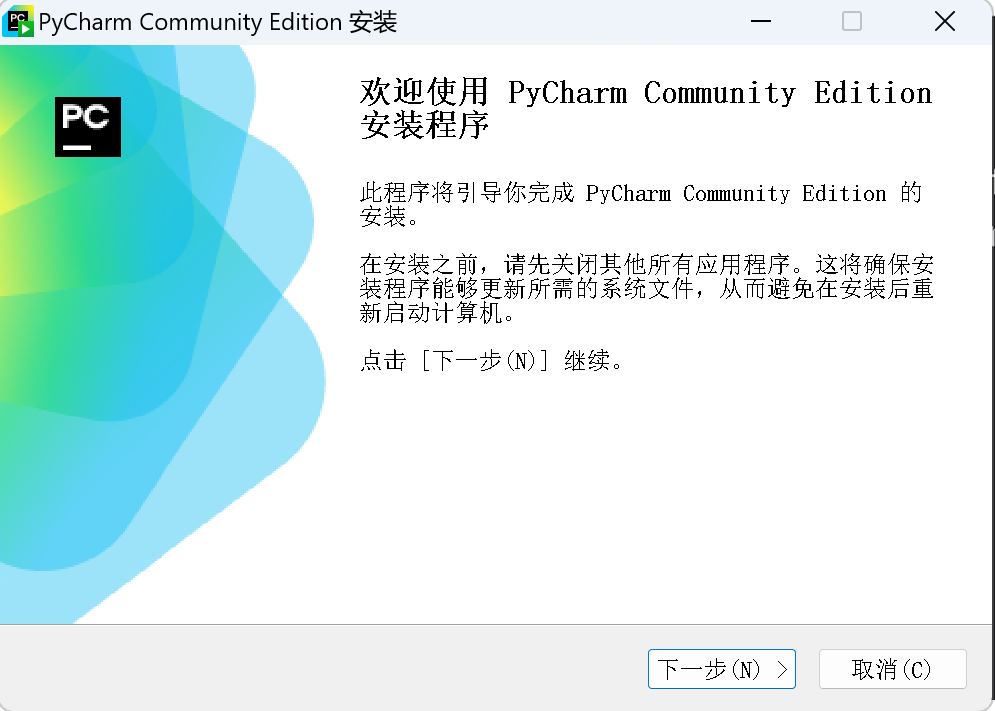 PyCharm Community Edition 安装
PC
欢迎使用 PyCharm Community Edition
安装程序
此程序将引导你完成 PyCharm Community Edition 的
安装。
在安装之前，请先关闭其他所有应用程序。这将确保安
装程序能够更新所需的系统文件，从而避免在安装后重
新启动计算机。
点击 [下一步(N)] 继续。
下一步(N) >
取消(C)